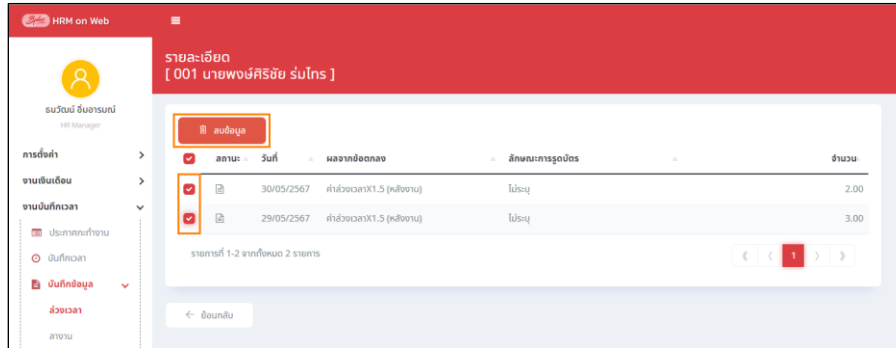 HRM on Web
รายละเอียด
[ 001 นายพงษ์ศิริชัย ร่มไทร ]
ธนวัฒน์ อิ่มอารมณ์
HR Manager
การตั้งค่า
งานเงินเดือน
งานบันทึกเวลา
ประกาศกะทำงาน
บันทึกเวลา
บันทึกข้อมูล
ล่วงเวลา
ลางาน
ลบข้อมูล
สถานะ วันที่ ผลจากข้อตกลง ลักษณะการรูดบัตร จำนวน
30/05/2567 ค่าล่วงเวลาX1.5 (หลังงาน) ไม่ระบุ 2.00
29/05/2567 ค่าล่วงเวลาX1.5 (หลังงาน) ไม่ระบุ 3.00
รายการที่ 1-2 จากทั้งหมด 2 รายการ
1
ย้อนกลับ